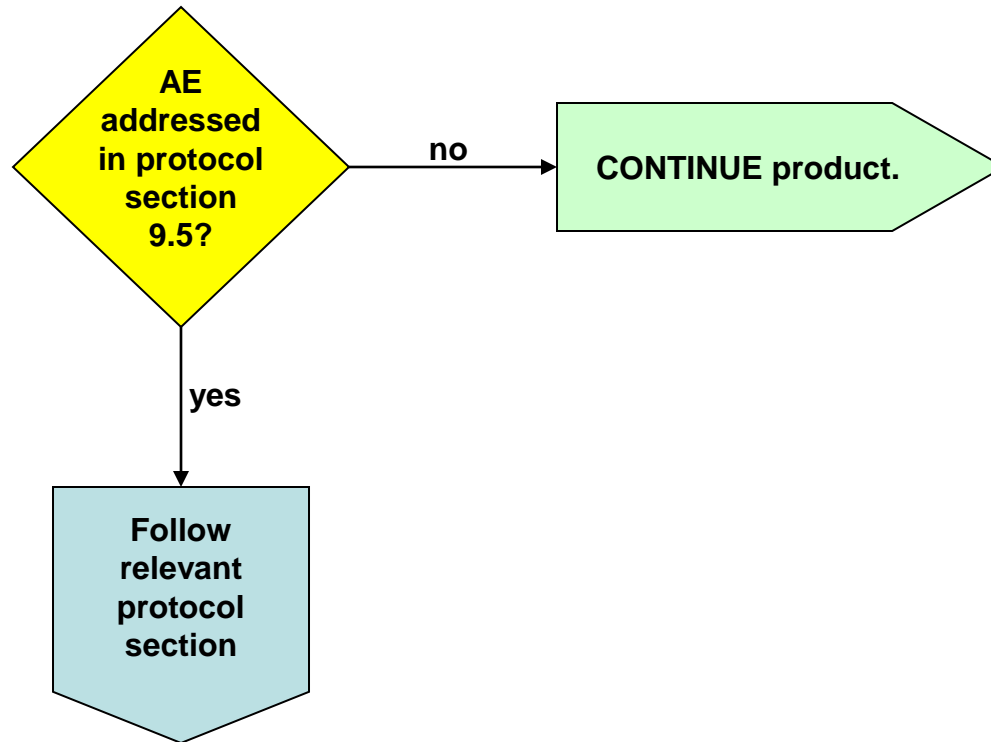 AE
addressed
in protocol
section
9.5?
no
CONTINUE product.
yes
Follow
relevant
protocol
section